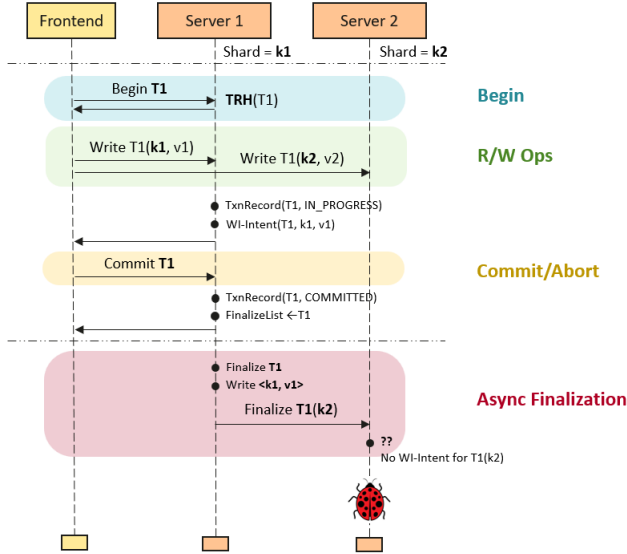 Frontend
Server 1
Server 2
Shard = k1
Shard = k2
Begin T1
TRH(T1)
Begin
Write T1(k1, v1)
Write T1(k2, v2)
R/W Ops
TxnRecord(T1, IN_PROGRESS)
WI-Intent(T1, k1, v1)
Commit T1
Commit/Abort
TxnRecord(T1, COMMITTED)
FinalizeList ←T1
Finalize T1
Write <k1, v1>
Finalize T1(k2)
Async Finalization
??
No WI-Intent for T1(k2)